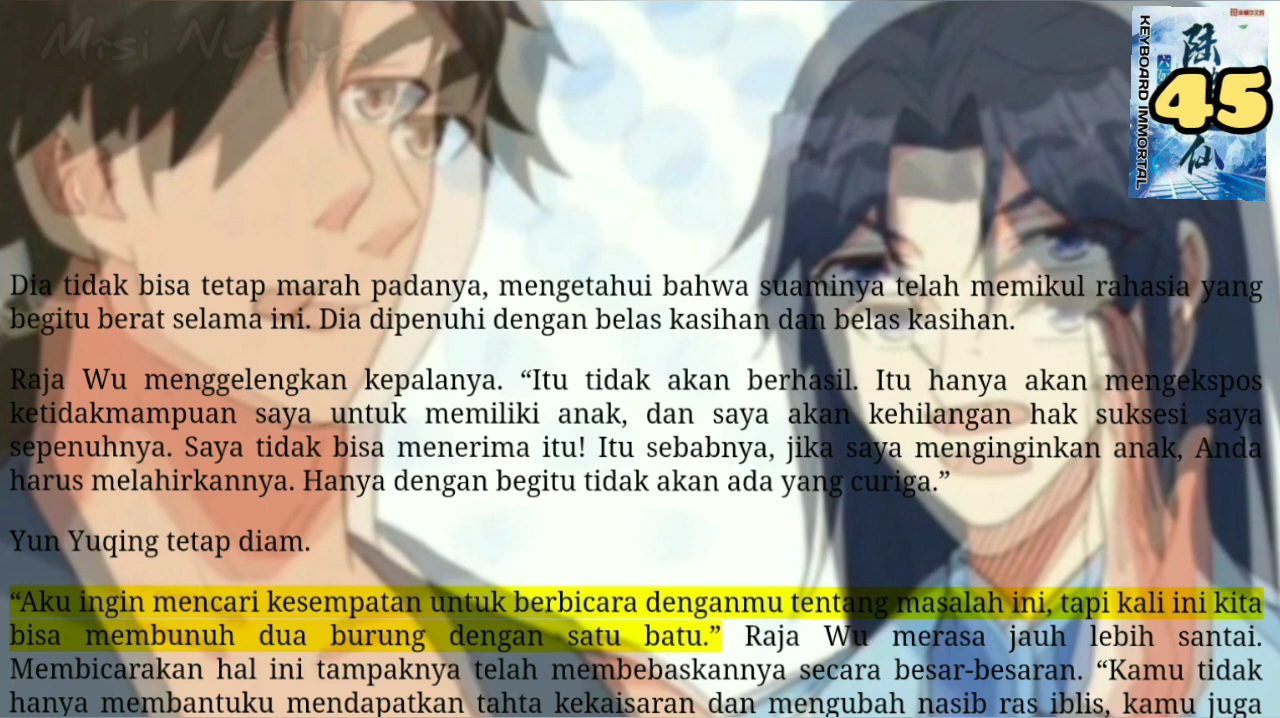 Misi
KEYBOARD IMMORTAL
45
仙
Dia tidak bisa tetap marah padanya, mengetahui bahwa suaminya telah memikul rahasia yang
begitu berat selama ini. Dia dipenuhi dengan belas kasihan dan belas kasihan.
Raja Wu menggelengkan kepalanya. “Itu tidak akan berhasil. Itu hanya akan mengekspos
ketidakmampuan saya untuk memiliki anak, dan saya akan kehilangan hak suksesi saya
sepenuhnya. Saya tidak bisa menerima itu! Itu sebabnya, jika saya menginginkan anak, Anda
harus melahirkannya. Hanya dengan begitu tidak akan ada yang curiga.”
Yun Yuqing tetap diam.
“Aku ingin mencari kesempatan untuk berbicara denganmu tentang masalah ini, tapi kali ini kita
bisa membunuh dua burung dengan satu batu.” Raja Wu merasa jauh lebih santai.
Membicarakan hal ini tampaknya telah membebaskannya secara besar-besaran. “Kamu tidak
hanya membantuku mendapatkan tahta kekaisaran dan mengubah nasib ras iblis, kamu juga